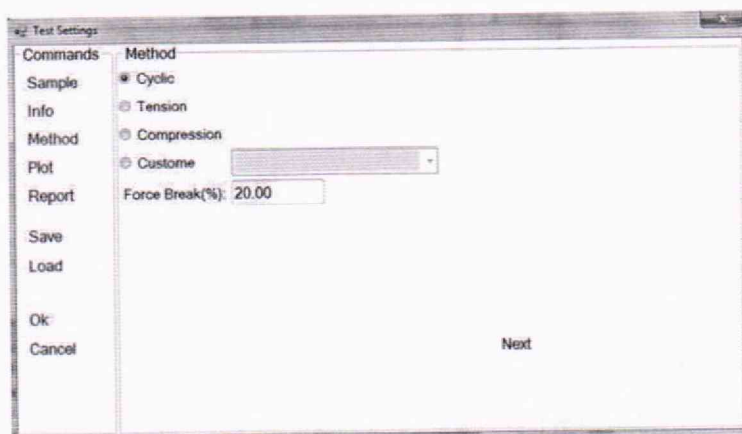 Test Settings
Commands
Sample
Info
Method
Plot
Report
Save
Load
Ok
Cancel
Method
Cyclic
Tension
Compression
Custome
Force Break(%): 20.00
Next